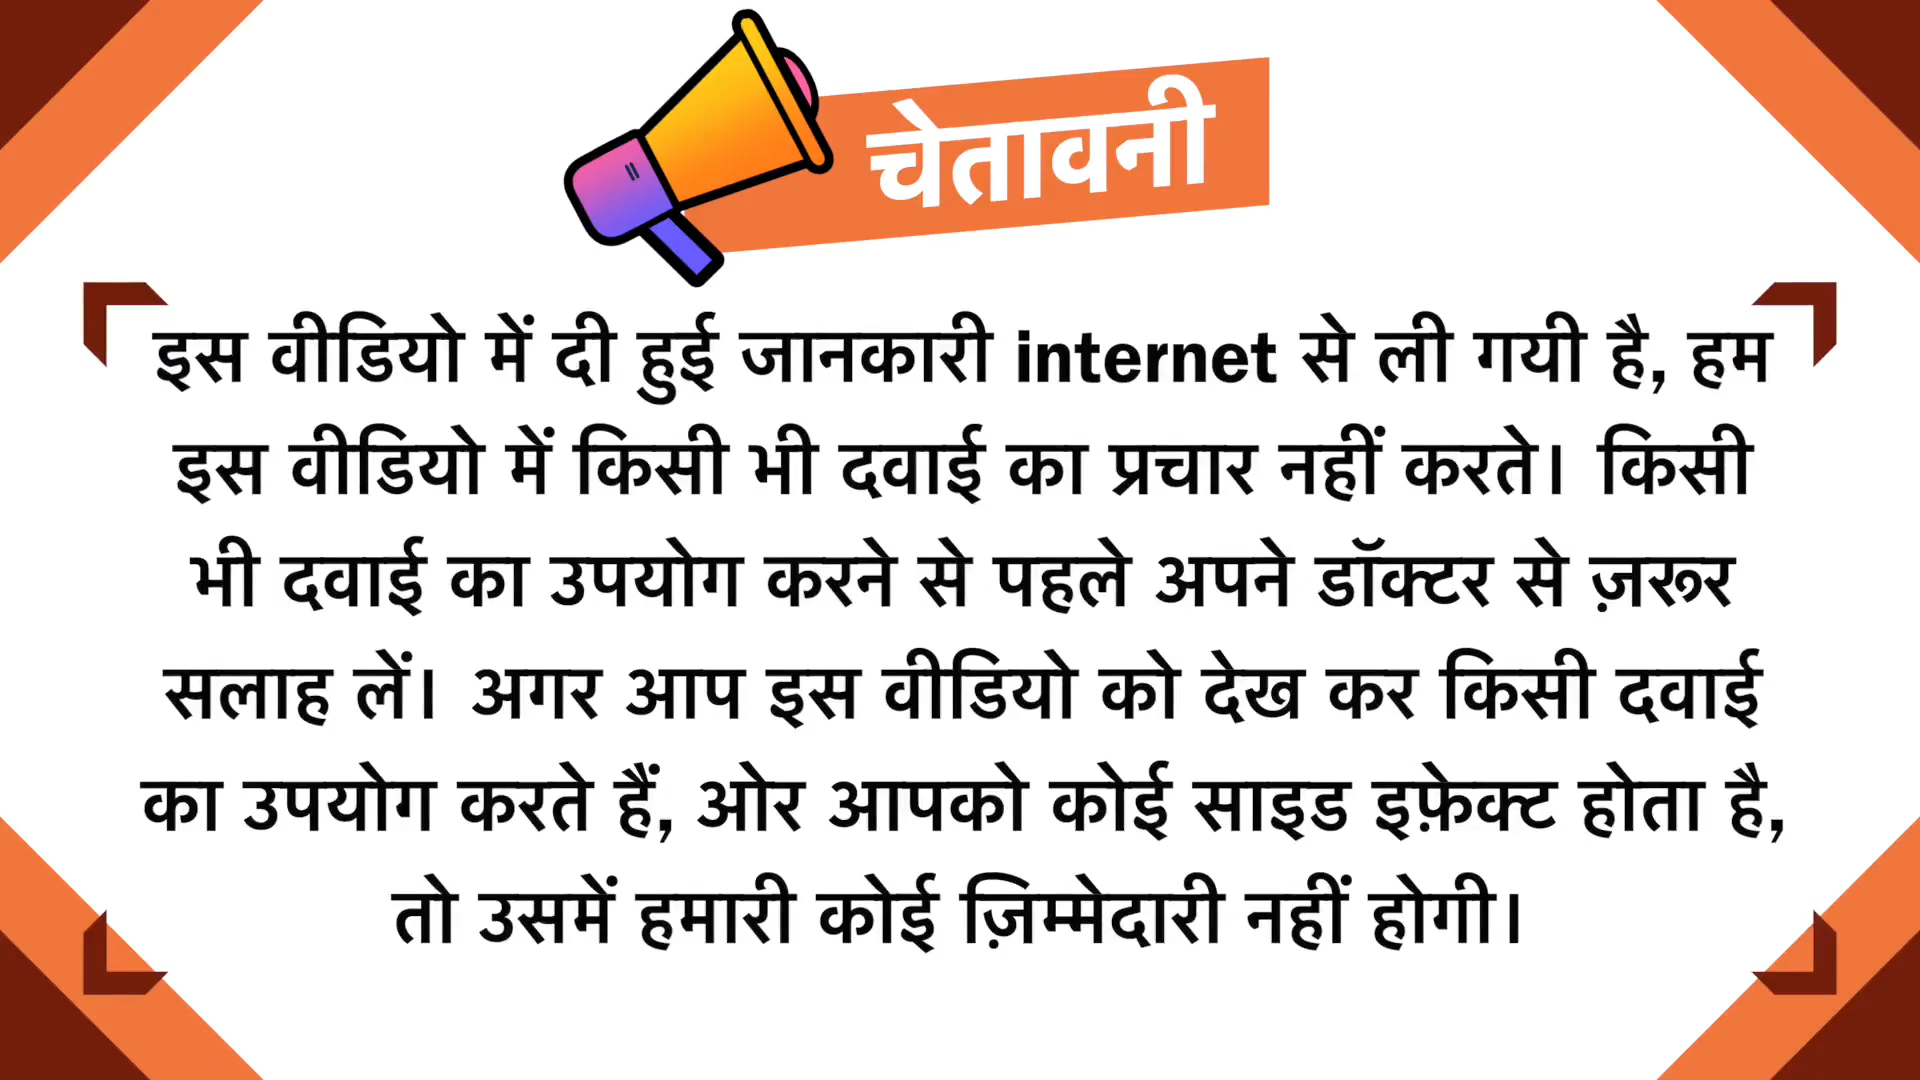 चेतावनी
इस वीडियो में दी हुई जानकारी internet से ली गयी है, हम
इस वीडियो में किसी भी दवाई का प्रचार नहीं करते। किसी
भी दवाई का उपयोग करने से पहले अपने डॉक्टर से ज़रूर
सलाह लें। अगर आप इस वीडियो को देख कर किसी दवाई
का उपयोग करते हैं, ओर आपको कोई साइड इफ़ेक्ट होता है,
तो उसमें हमारी कोई ज़िम्मेदारी नहीं होगी।